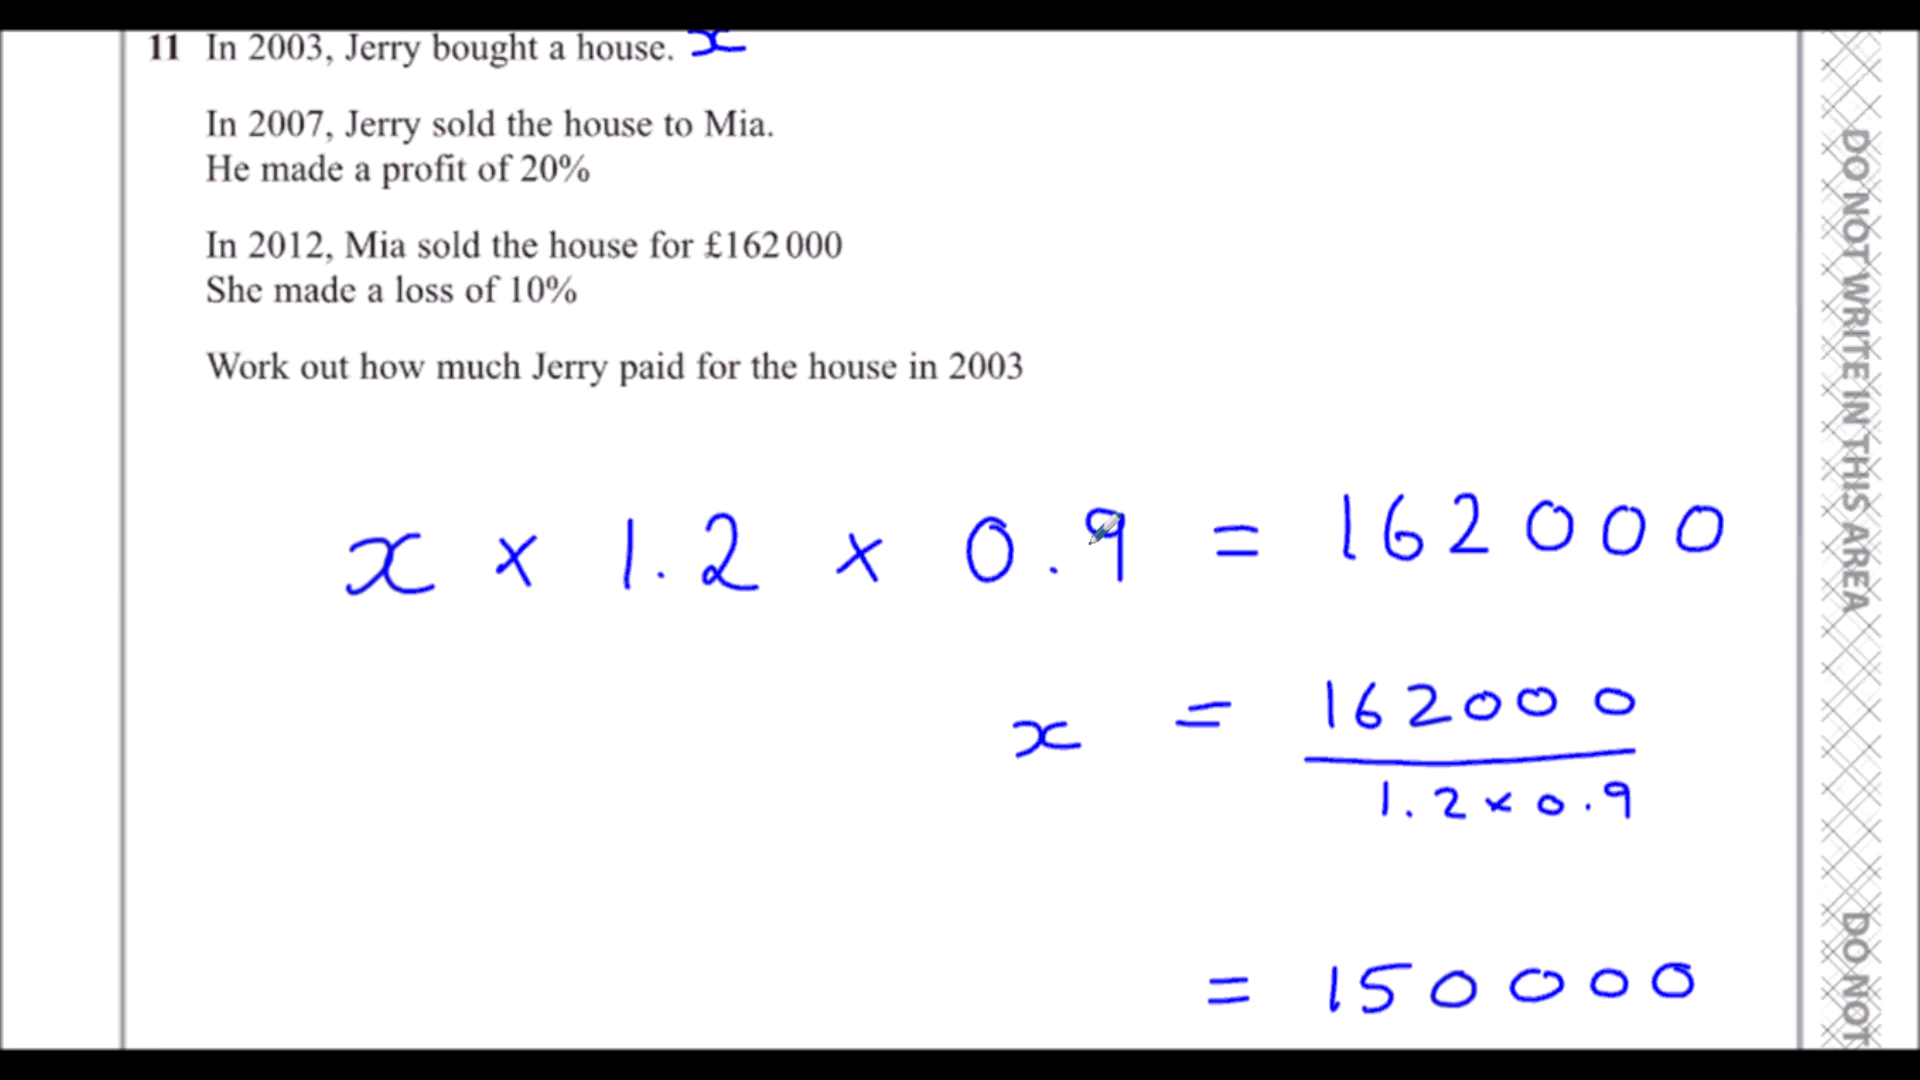 11 In 2003, Jerry bought a house. x
In 2007, Jerry sold the house to Mia.
He made a profit of 20%
In 2012, Mia sold the house for £162 000
She made a loss of 10%
Work out how much Jerry paid for the house in 2003
x × 1.2 × 0.9 = 162000
x = 162000
1.2 × 0.9
= 150000
DO NOT WRITE IN THIS AREA
DO NOT